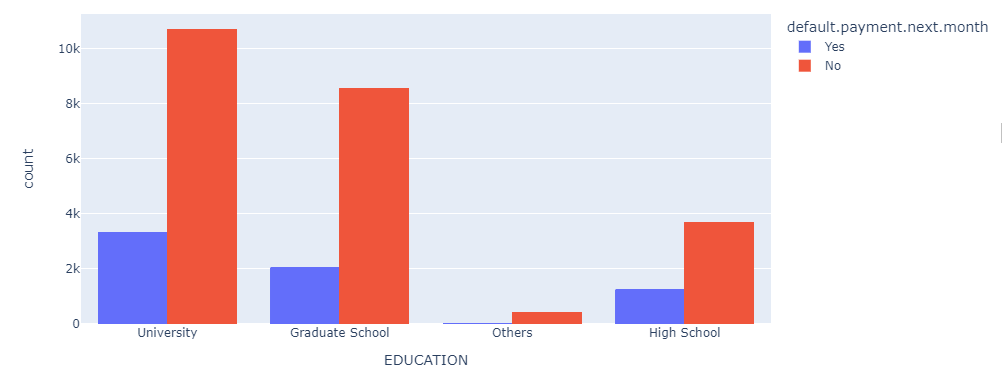 default.payment.next.month
Yes
No
10k
8k
6k
4k
2k
0
count
University
Graduate School
Others
High School
EDUCATION